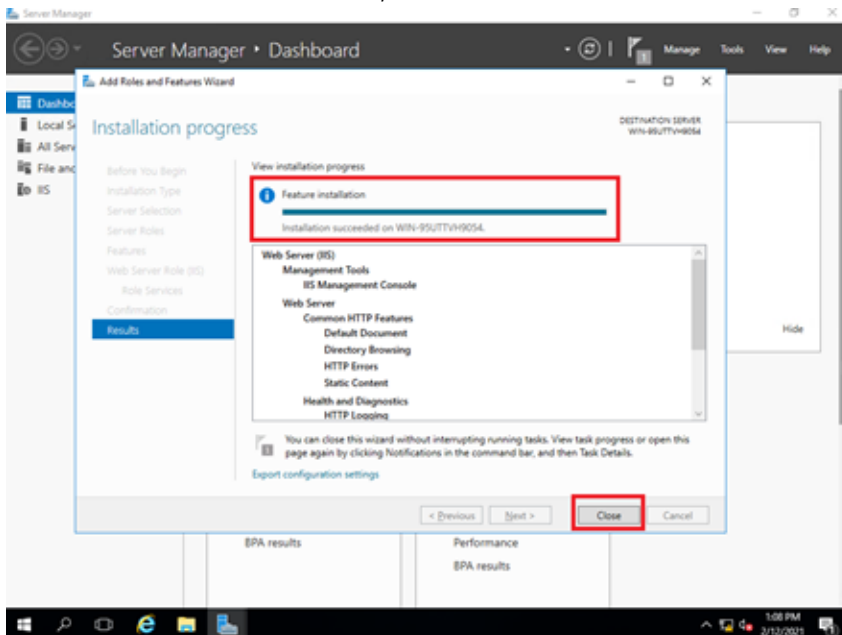 Server Manager
Server Manager • Dashboard
Manage Tools View Help
1
Add Roles and Features Wizard
Dashbo
Local Se
All Serv
File and
IIS
Installation progress
DESTINATION SERVER
Before You Begin
Installation Type
Server Selection
Server Roles
Features
Web Server Role (IIS)
Role Services
Confirmation
Results
View installation progress
Feature installation
Installation succeeded on WIN-95UTTVH9054.
Web Server (IIS)
Management Tools
IIS Management Console
Web Server
Common HTTP Features
Default Document
Directory Browsing
HTTP Errors
Static Content
Health and Diagnostics
HTTP Logging
You can close this wizard without interrupting running tasks. View task progress or open this
page again by clicking Notifications in the command bar, and then Task Details.
Export configuration settings
< Previous
Next >
Close
Cancel
Hide
BPA results
Performance
BPA results
1:08 PM
2/12/2021